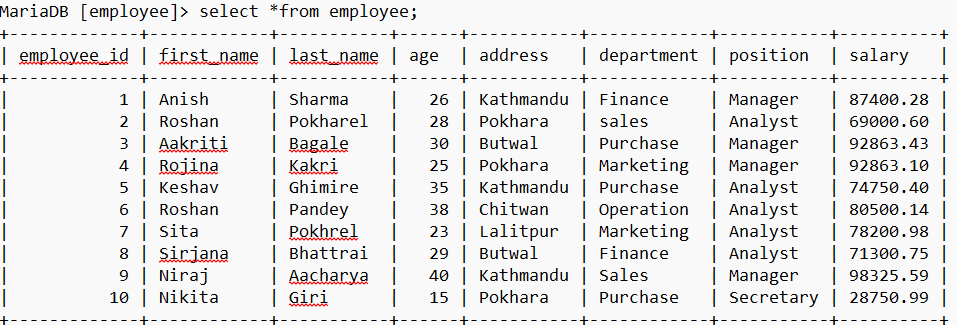 MariaDB [employee]> select *from employee;
+-------------+------------+-----------+------+-----------+------------+-----------+----------+
| employee_id | first_name | last_name | age  | address   | department | position  | salary   |
+-------------+------------+-----------+------+-----------+------------+-----------+----------+
|           1 | Anish      | Sharma    |   26 | Kathmandu | Finance    | Manager   | 87400.28 |
|           2 | Roshan     | Pokharel  |   28 | Pokhara   | sales      | Analyst   | 69000.60 |
|           3 | Aakriti    | Bagale    |   30 | Butwal    | Purchase   | Manager   | 92863.43 |
|           4 | Rojina     | Kakri     |   25 | Pokhara   | Marketing  | Manager   | 92863.10 |
|           5 | Keshav     | Ghimire   |   35 | Kathmandu | Purchase   | Analyst   | 74750.40 |
|           6 | Roshan     | Pandey    |   38 | Chitwan   | Operation  | Analyst   | 80500.14 |
|           7 | Sita       | Pokhrel   |   23 | Lalitpur  | Marketing  | Analyst   | 78200.98 |
|           8 | Sirjana    | Bhattrai  |   29 | Butwal    | Finance    | Analyst   | 71300.75 |
|           9 | Niraj      | Aacharya  |   40 | Kathmandu | Sales      | Manager   | 98325.59 |
|          10 | Nikita     | Giri      |   15 | Pokhara   | Purchase   | Secretary | 28750.99 |
+-------------+------------+-----------+------+-----------+------------+-----------+----------+